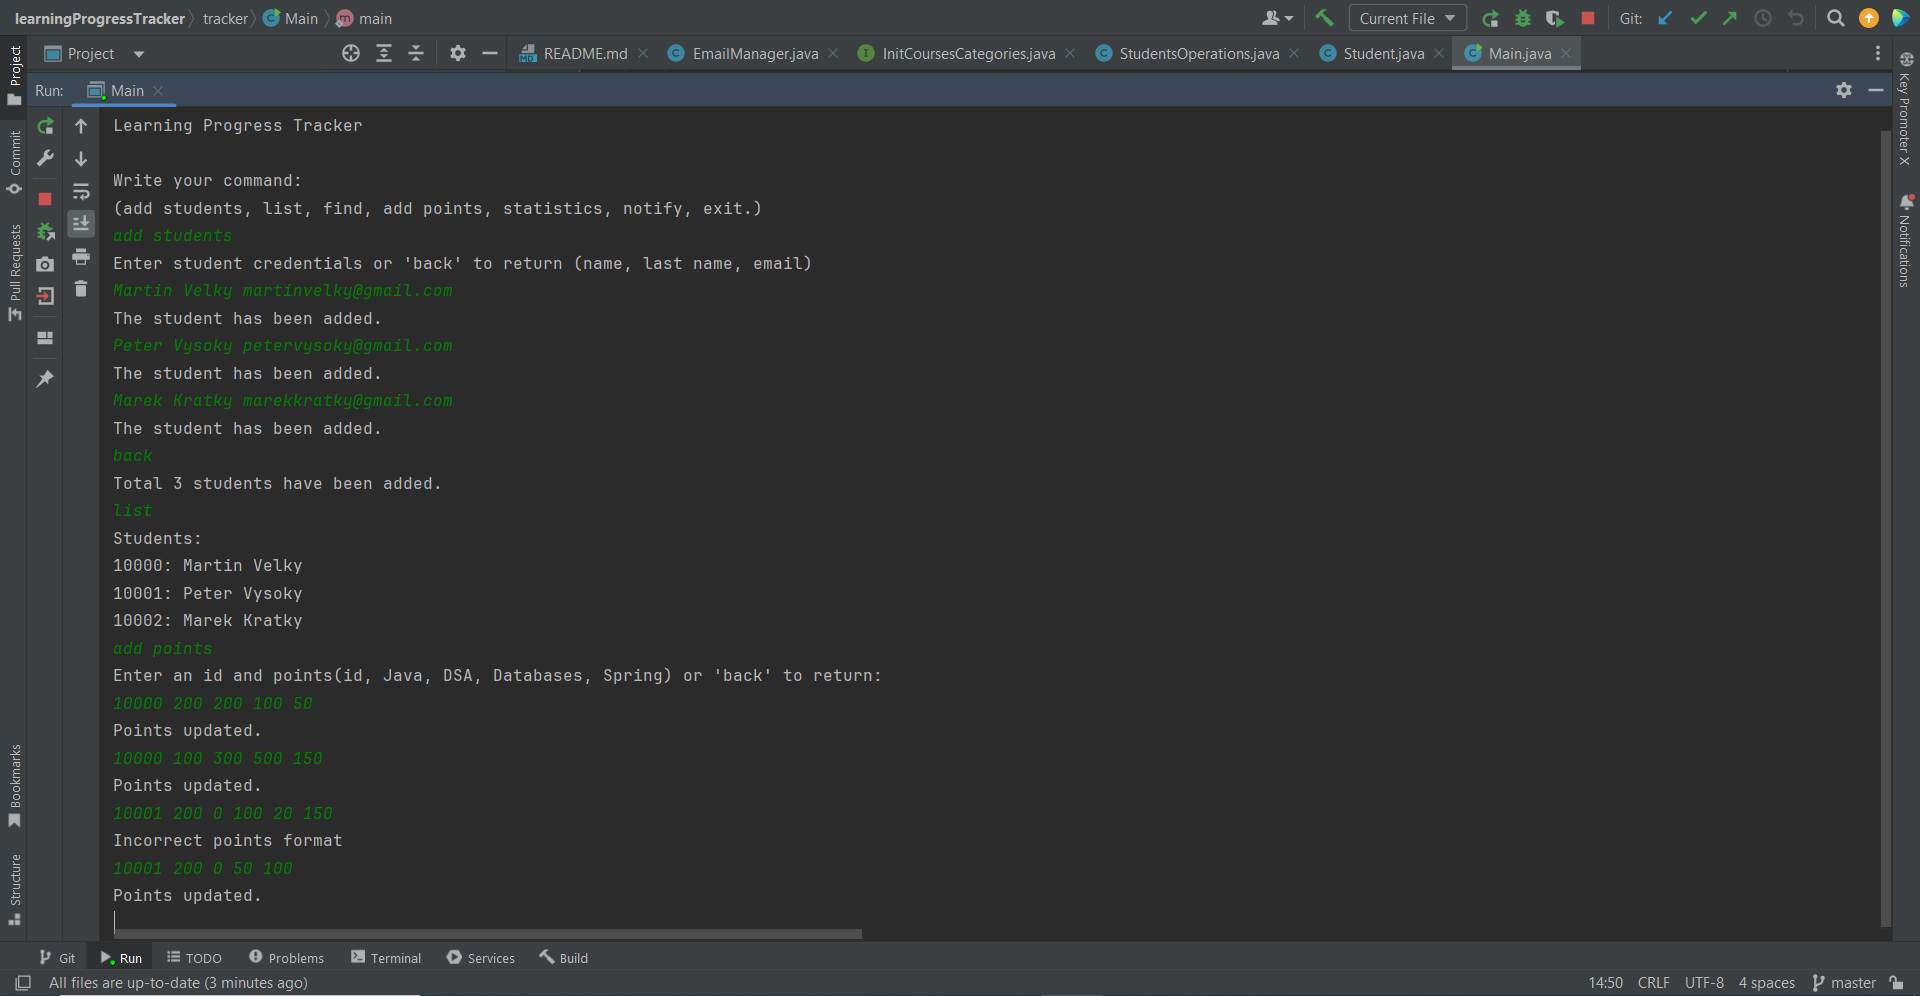 learningProgressTracker tracker Main main Current File Git:
Project README.md EmailManager.java InitCoursesCategories.java StudentsOperations.java Student.java Main.java
Run: Main
Learning Progress Tracker
Write your command:
(add students, list, find, add points, statistics, notify, exit.)
add students
Enter student credentials or 'back' to return (name, last name, email)
Martin Velky martinvelky@gmail.com
The student has been added.
Peter Vysoky petervysoky@gmail.com
The student has been added.
Marek Kratky marekkratky@gmail.com
The student has been added.
back
Total 3 students have been added.
list
Students:
10000: Martin Velky
10001: Peter Vysoky
10002: Marek Kratky
add points
Enter an id and points(id, Java, DSA, Databases, Spring) or 'back' to return:
10000 200 200 100 50
Points updated.
10000 100 300 500 150
Points updated.
10001 200 0 100 20 150
Incorrect points format
10001 200 0 50 100
Points updated.
Project
Commit
Pull Requests
Bookmarks
Structure
Key Promoter X
Notifications
Git Run TODO Problems Terminal Services Build
All files are up-to-date (3 minutes ago) 14:50 CRLF UTF-8 4 spaces master